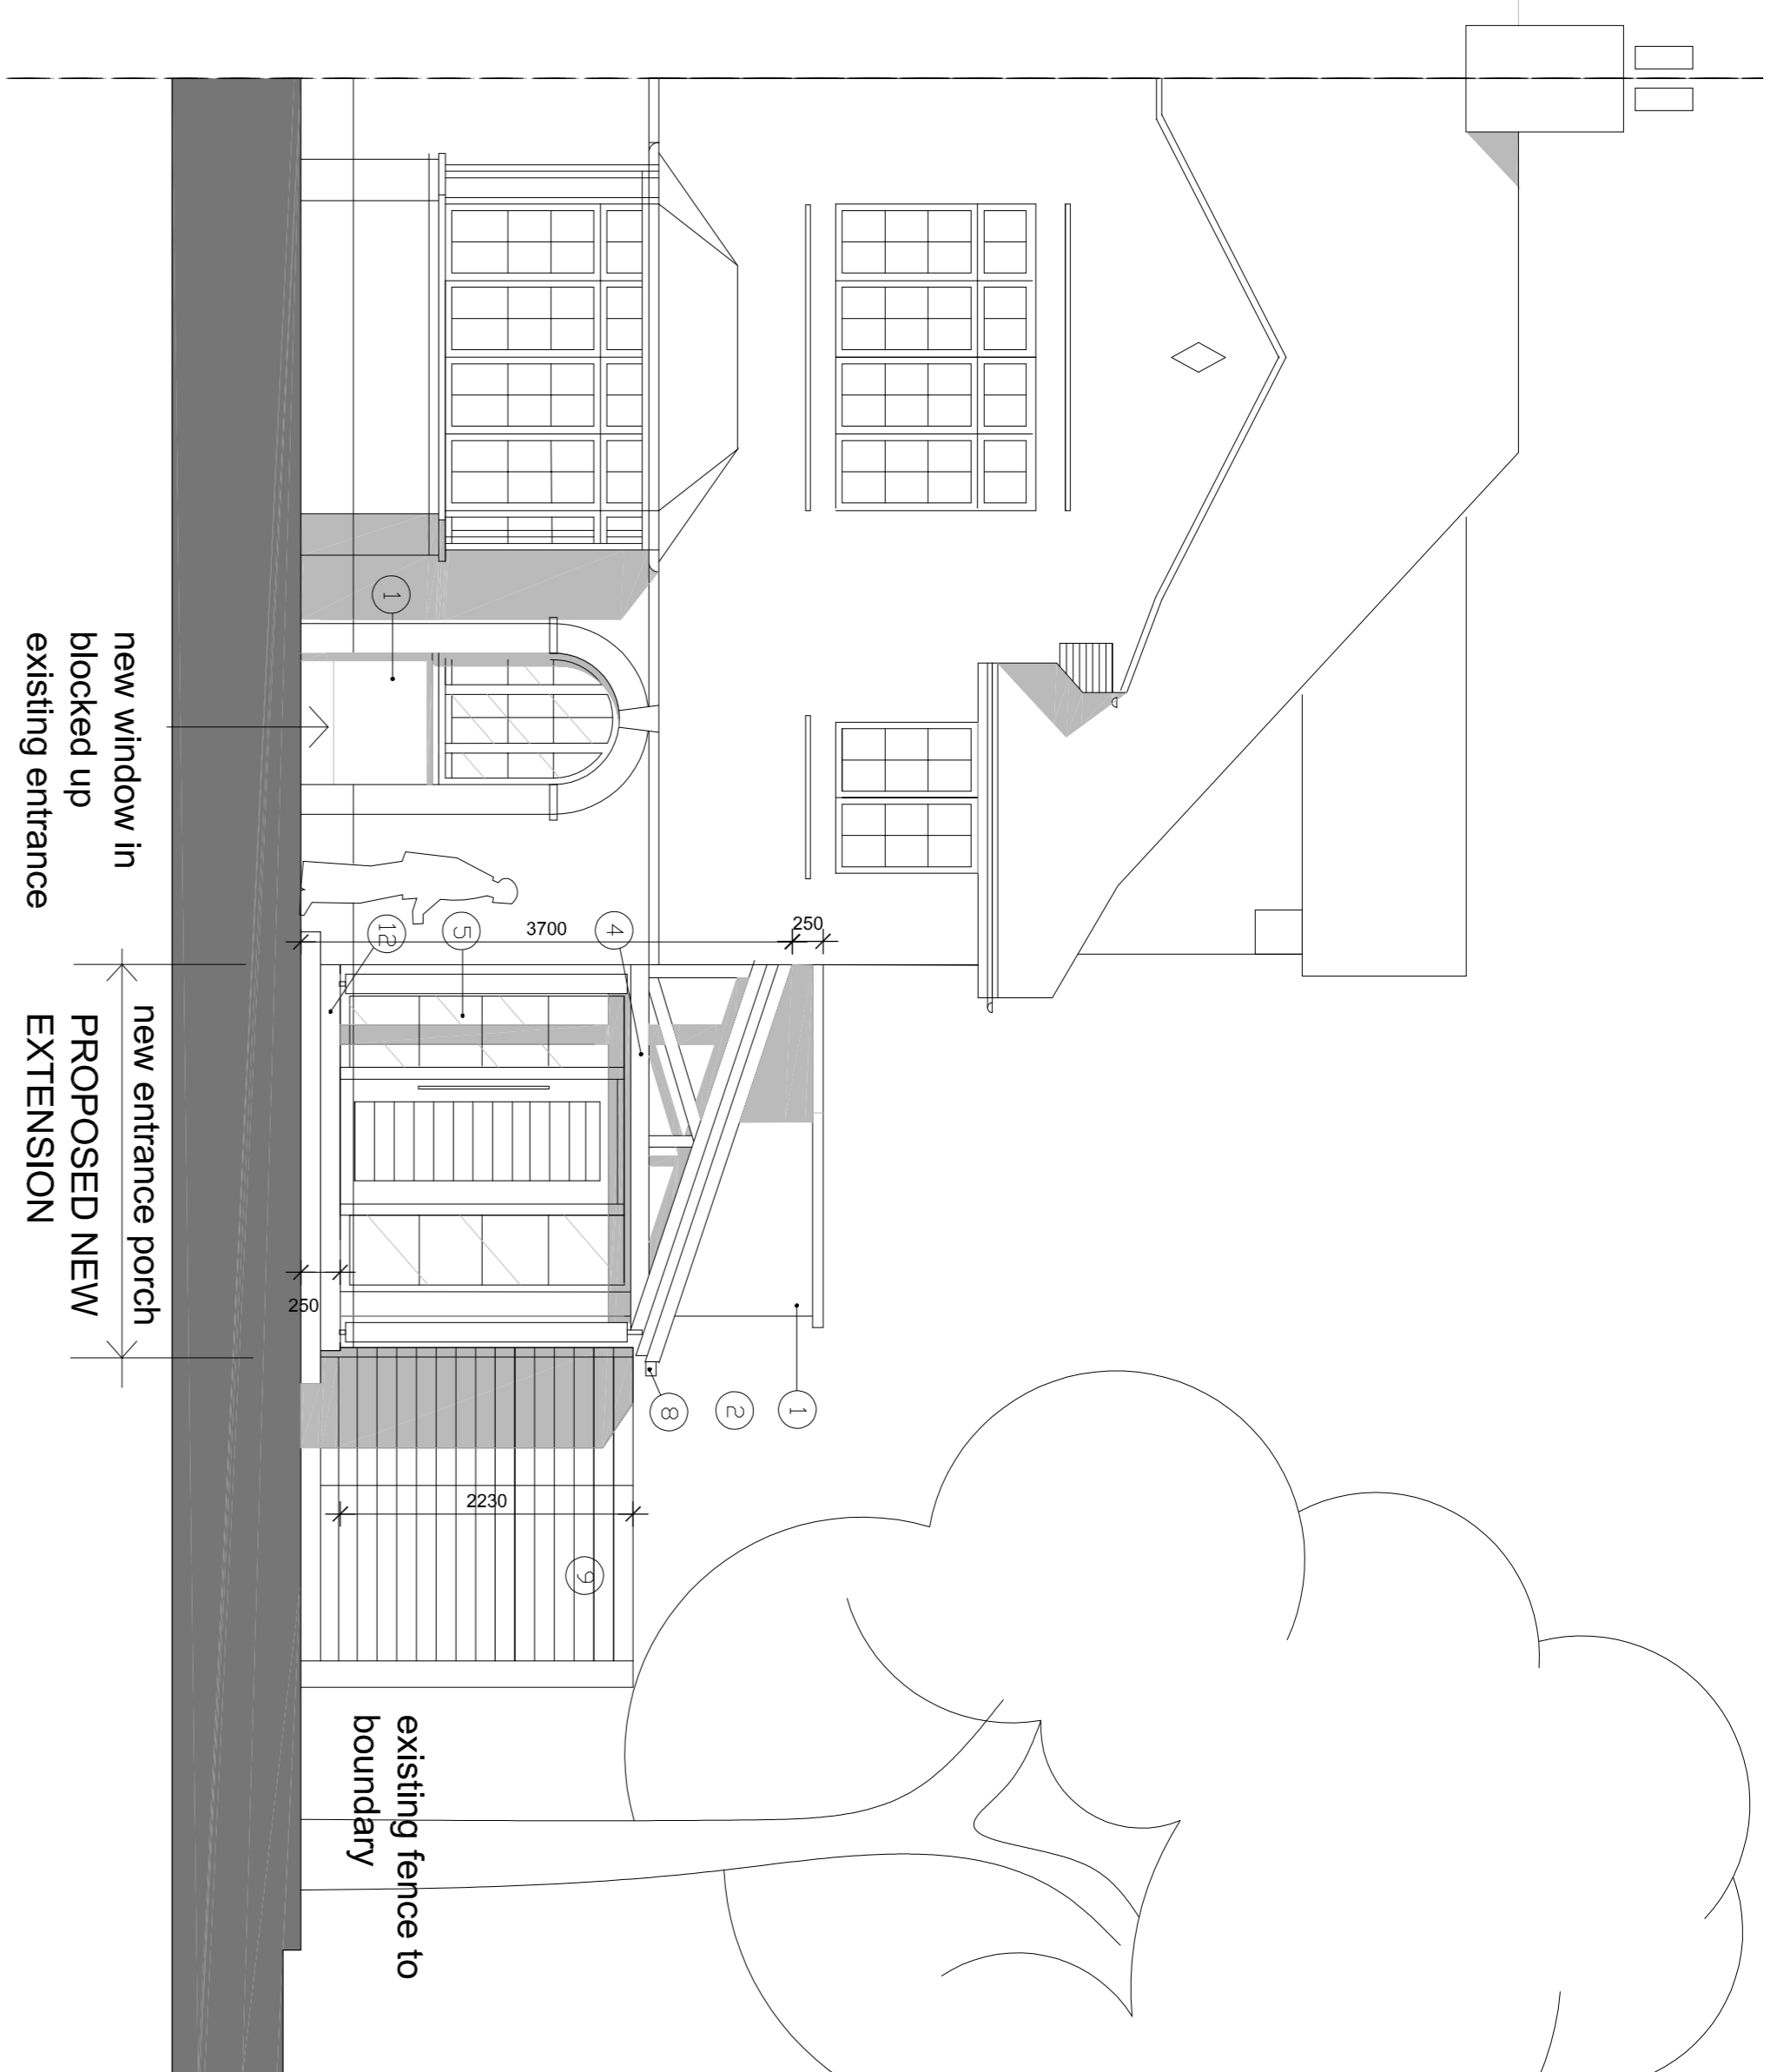 1
new window in
blocked up
existing entrance
12
5
3700
4
250
new entrance porch
PROPOSED NEW
EXTENSION
250
8
2
1
2230
9
existing fence to
boundary